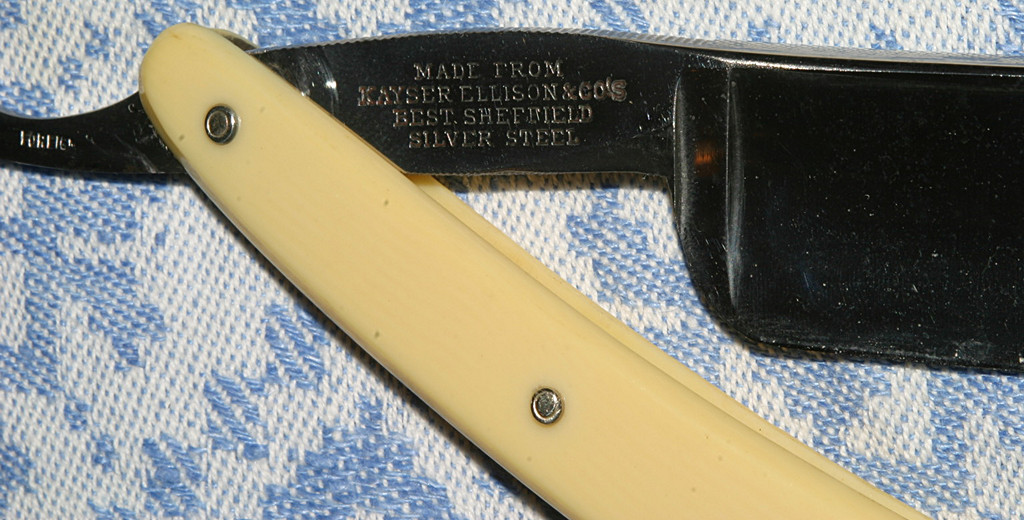 MADE FROM
KAYSER ELLISON & CO'S
BEST. SHEFFIELD
SILVER STEEL